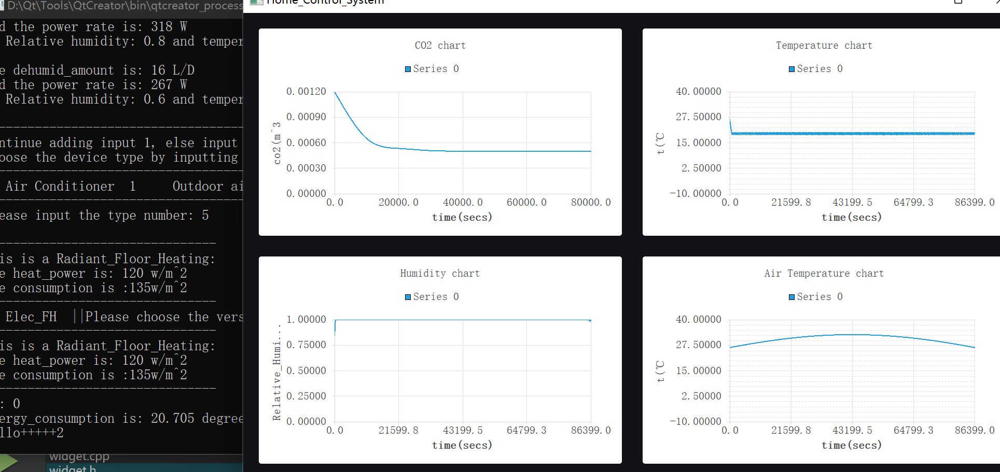 D:\Qt\Tools\QtCreator\bin\qtcreator_process
d the power rate is: 318 W
Relative humidity: 0.8 and temper
e dehumid_amount is: 16 L/D
d the power rate is: 267 W
Relative humidity: 0.6 and temper
ntinue adding input 1, else input
oose the device type by inputting
Air Conditioner 1 Outdoor ai
ease input the type number: 5
is is a Radiant_Floor_Heating:
e heat_power is: 120 w/m^2
e consumption is :135w/m^2
Elec_FH ||Please choose the vers
is is a Radiant_Floor_Heating:
e heat_power is: 120 w/m^2
e consumption is :135w/m^2
: 0
ergy_consumption is: 20.705 degree
llo+++++2
widget.cpp
widget.h
Home_Control_System
CO2 chart
Series 0
0.00120
0.00090
0.00060
0.00030
0.00000
co2(m^3
0.0 20000.0 40000.0 60000.0 80000.0
time(secs)
Temperature chart
Series 0
40.00000
27.50000
15.00000
2.50000
-10.00000
t(℃
0.0 21599.8 43199.5 64799.3 86399.0
time(secs)
Humidity chart
Series 0
1.00000
0.75000
0.50000
0.25000
0.00000
Relative_Humi...
0.0 21599.8 43199.5 64799.3 86399.0
time(secs)
Air Temperature chart
Series 0
40.00000
27.50000
15.00000
2.50000
-10.00000
t(℃
0.0 21599.8 43199.5 64799.3 86399.0
time(secs)